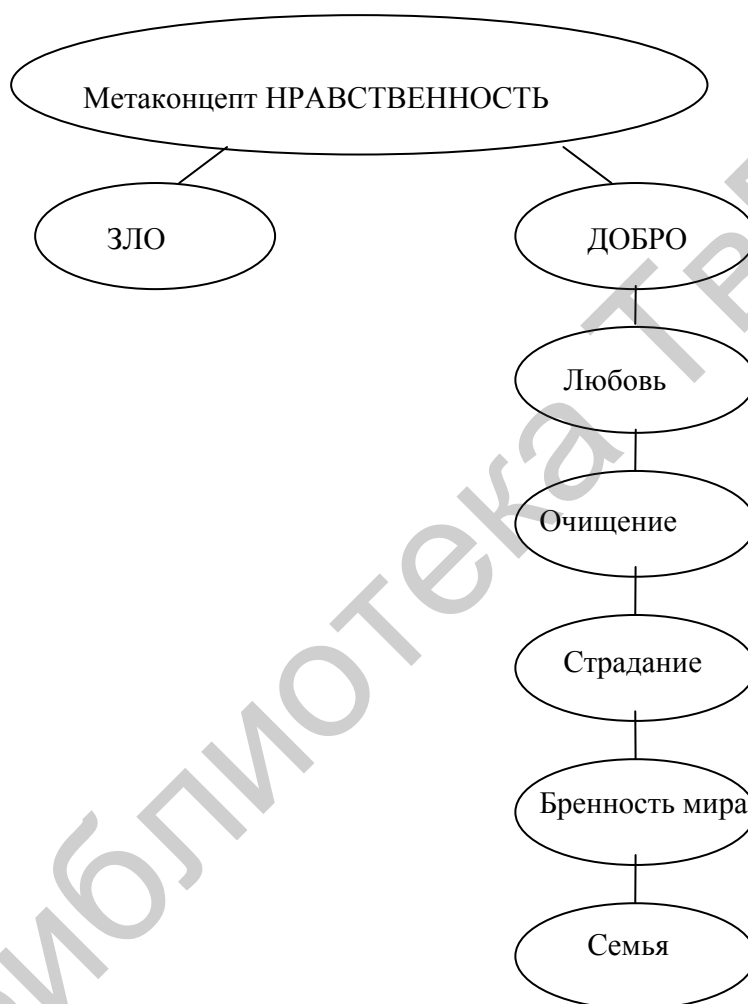 Метаконцепт НРАВСТВЕННОСТЬ
ЗЛО
ДОБРО
Любовь
Очищение
Страдание
Бренность мира
Семья